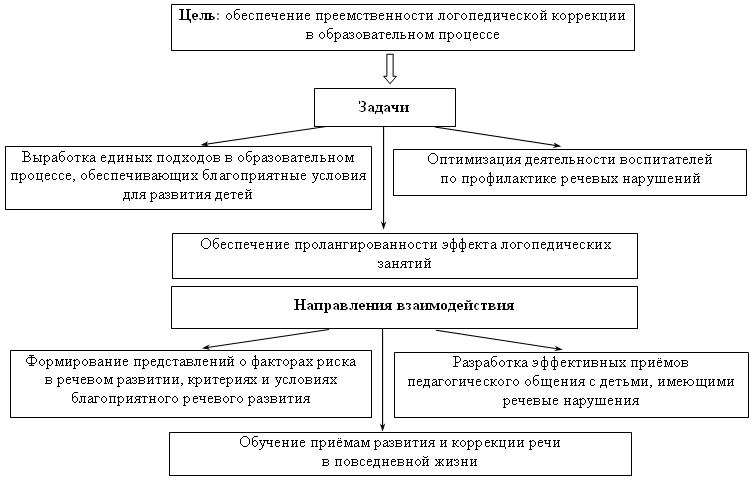 Цель: обеспечение преемственности логопедической коррекции
в образовательном процессе
Задачи
Выработка единых подходов в образовательном
процессе, обеспечивающих благоприятные условия
для развития детей
Оптимизация деятельности воспитателей
по профилактике речевых нарушений
Обеспечение пролангированности эффекта логопедических
занятий
Направления взаимодействия
Формирование представлений о факторах риска
в речевом развитии, критериях и условиях
благоприятного речевого развития
Разработка эффективных приёмов
педагогического общения с детьми, имеющими
речевые нарушения
Обучение приёмам развития и коррекции речи
в повседневной жизни